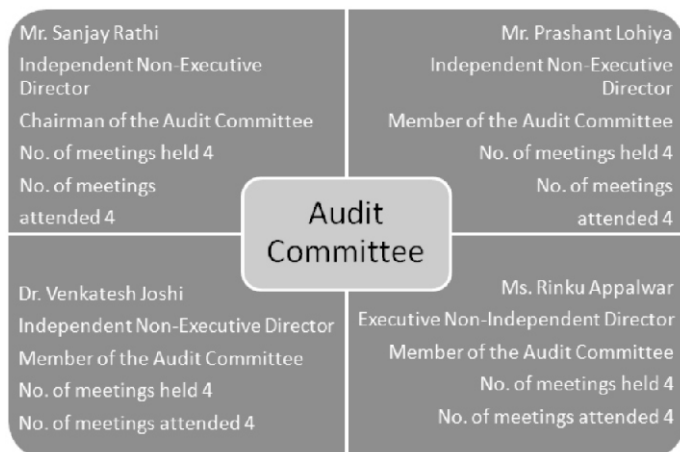 Mr. Sanjay Rathi
Independent Non-Executive
Director
Chairman of the Audit Committee
No. of meetings held 4
No. of meetings
attended 4
Mr. Prashant Lohiya
Independent Non-Executive
Director
Member of the Audit Committee
No. of meetings held 4
No. of meetings
attended 4
Audit
Committee
Dr. Venkatesh Joshi
Independent Non-Executive Director
Member of the Audit Committee
No. of meetings held 4
No. of meetings attended 4
Ms. Rinku Appalwar
Executive Non-Independent Director
Member of the Audit Committee
No. of meetings held 4
No. of meetings attended 4